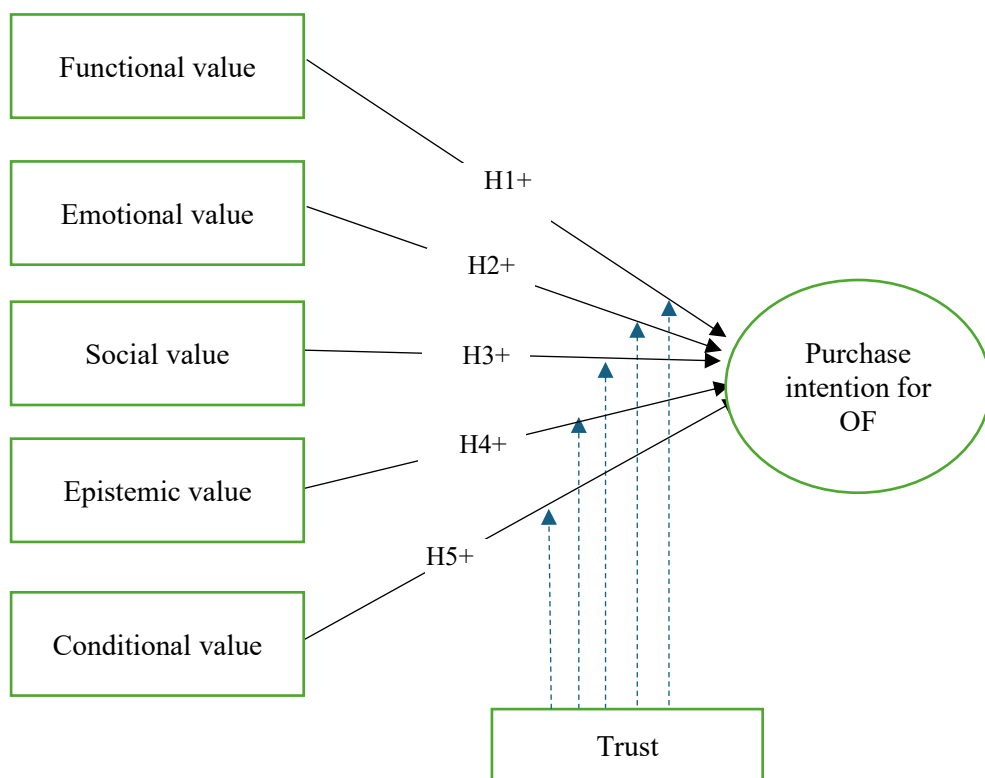 Functional value
H1+
Emotional value
H2+
Social value
H3+
Purchase
intention for
OF
Epistemic value
H4+
Conditional value
H5+
Trust